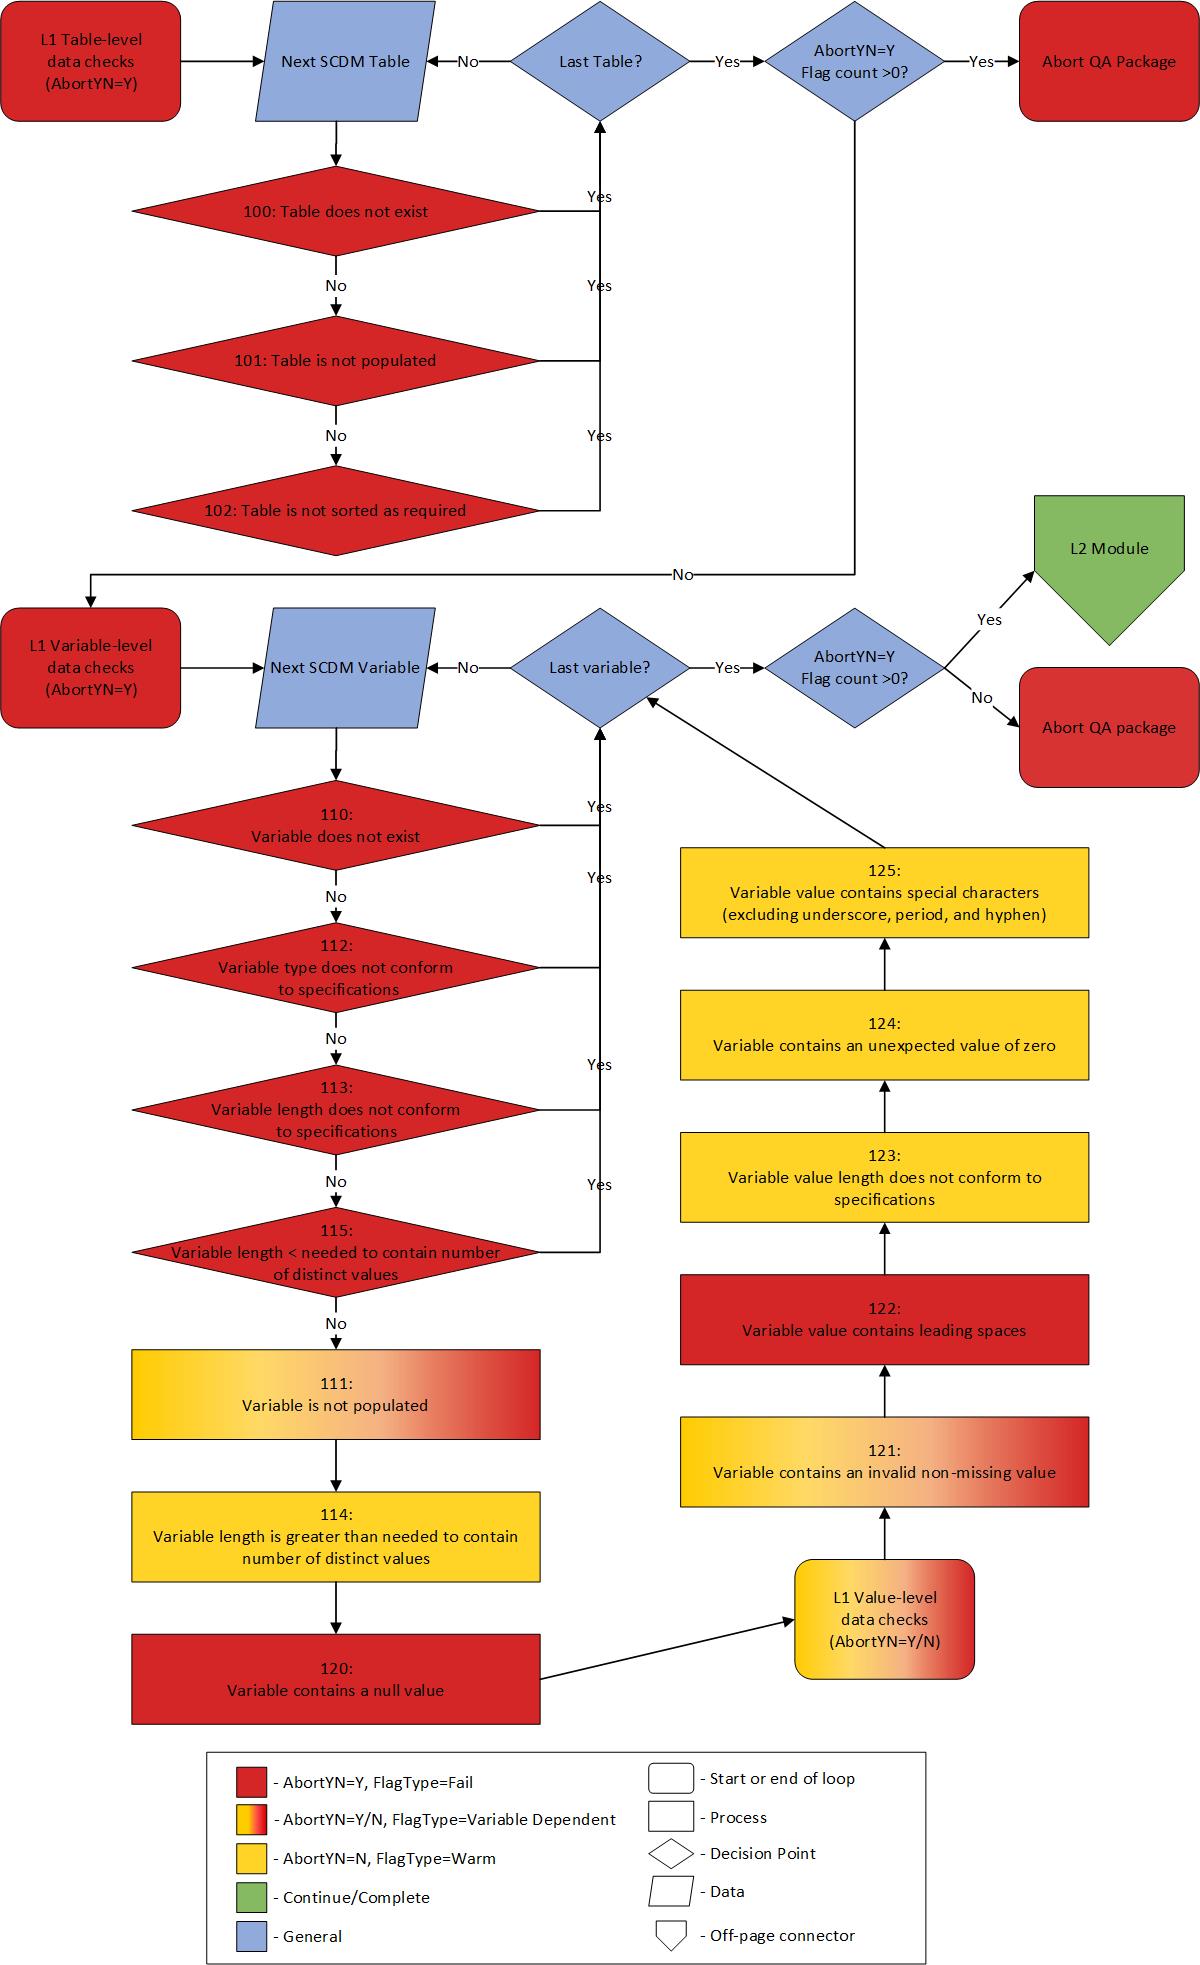 L1 Table-level
data checks
(AbortYN=Y)
Next SCDM Table
No
Last Table?
Yes
AbortYN=Y
Flag count >0?
Yes
Abort QA Package
100: Table does not exist
Yes
No
Yes
101: Table is not populated
No
Yes
102: Table is not sorted as required
No
L2 Module
Yes
No
Abort QA package
L1 Variable-level
data checks
(AbortYN=Y)
Next SCDM Variable
No
Last variable?
Yes
AbortYN=Y
Flag count >0?
110:
Variable does not exist
Yes
No
Yes
112:
Variable type does not conform
to specifications
No
Yes
113:
Variable length does not conform
to specifications
No
Yes
115:
Variable length < needed to contain number
of distinct values
No
111:
Variable is not populated
114:
Variable length is greater than needed to contain
number of distinct values
120:
Variable contains a null value
125:
Variable value contains special characters
(excluding underscore, period, and hyphen)
124:
Variable contains an unexpected value of zero
123:
Variable value length does not conform to
specifications
122:
Variable value contains leading spaces
121:
Variable contains an invalid non-missing value
L1 Value-level
data checks
(AbortYN=Y/N)
- AbortYN=Y, FlagType=Fail
- AbortYN=Y/N, FlagType=Variable Dependent
- AbortYN=N, FlagType=Warm
- Continue/Complete
- General
- Start or end of loop
- Process
- Decision Point
- Data
- Off-page connector